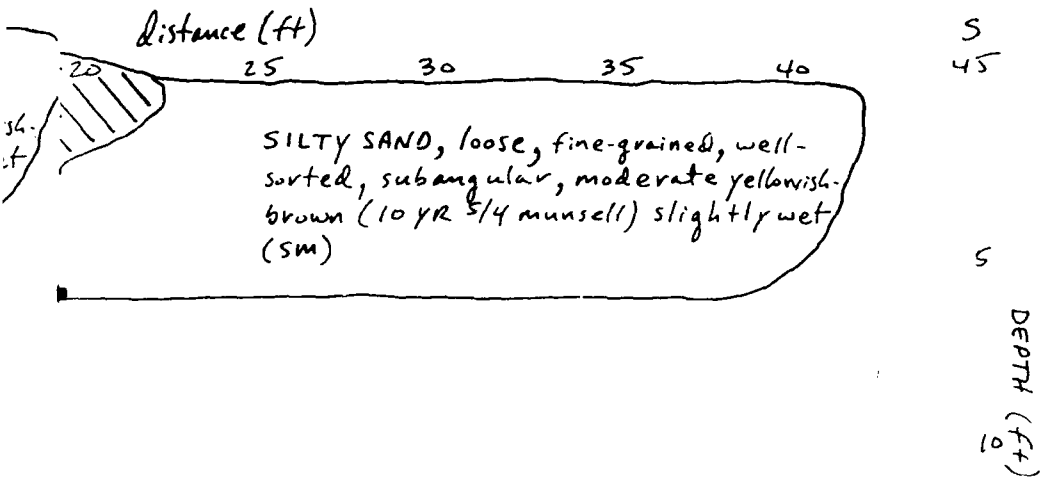 distance (ft)
S
20 25 30 35 40 45
SILTY SAND, loose, fine-grained, well-
sorted, subangular, moderate yellowish-
brown (10 YR 5/4 munsell) slightly wet
(SM)
5
DEPTH (ft)
10